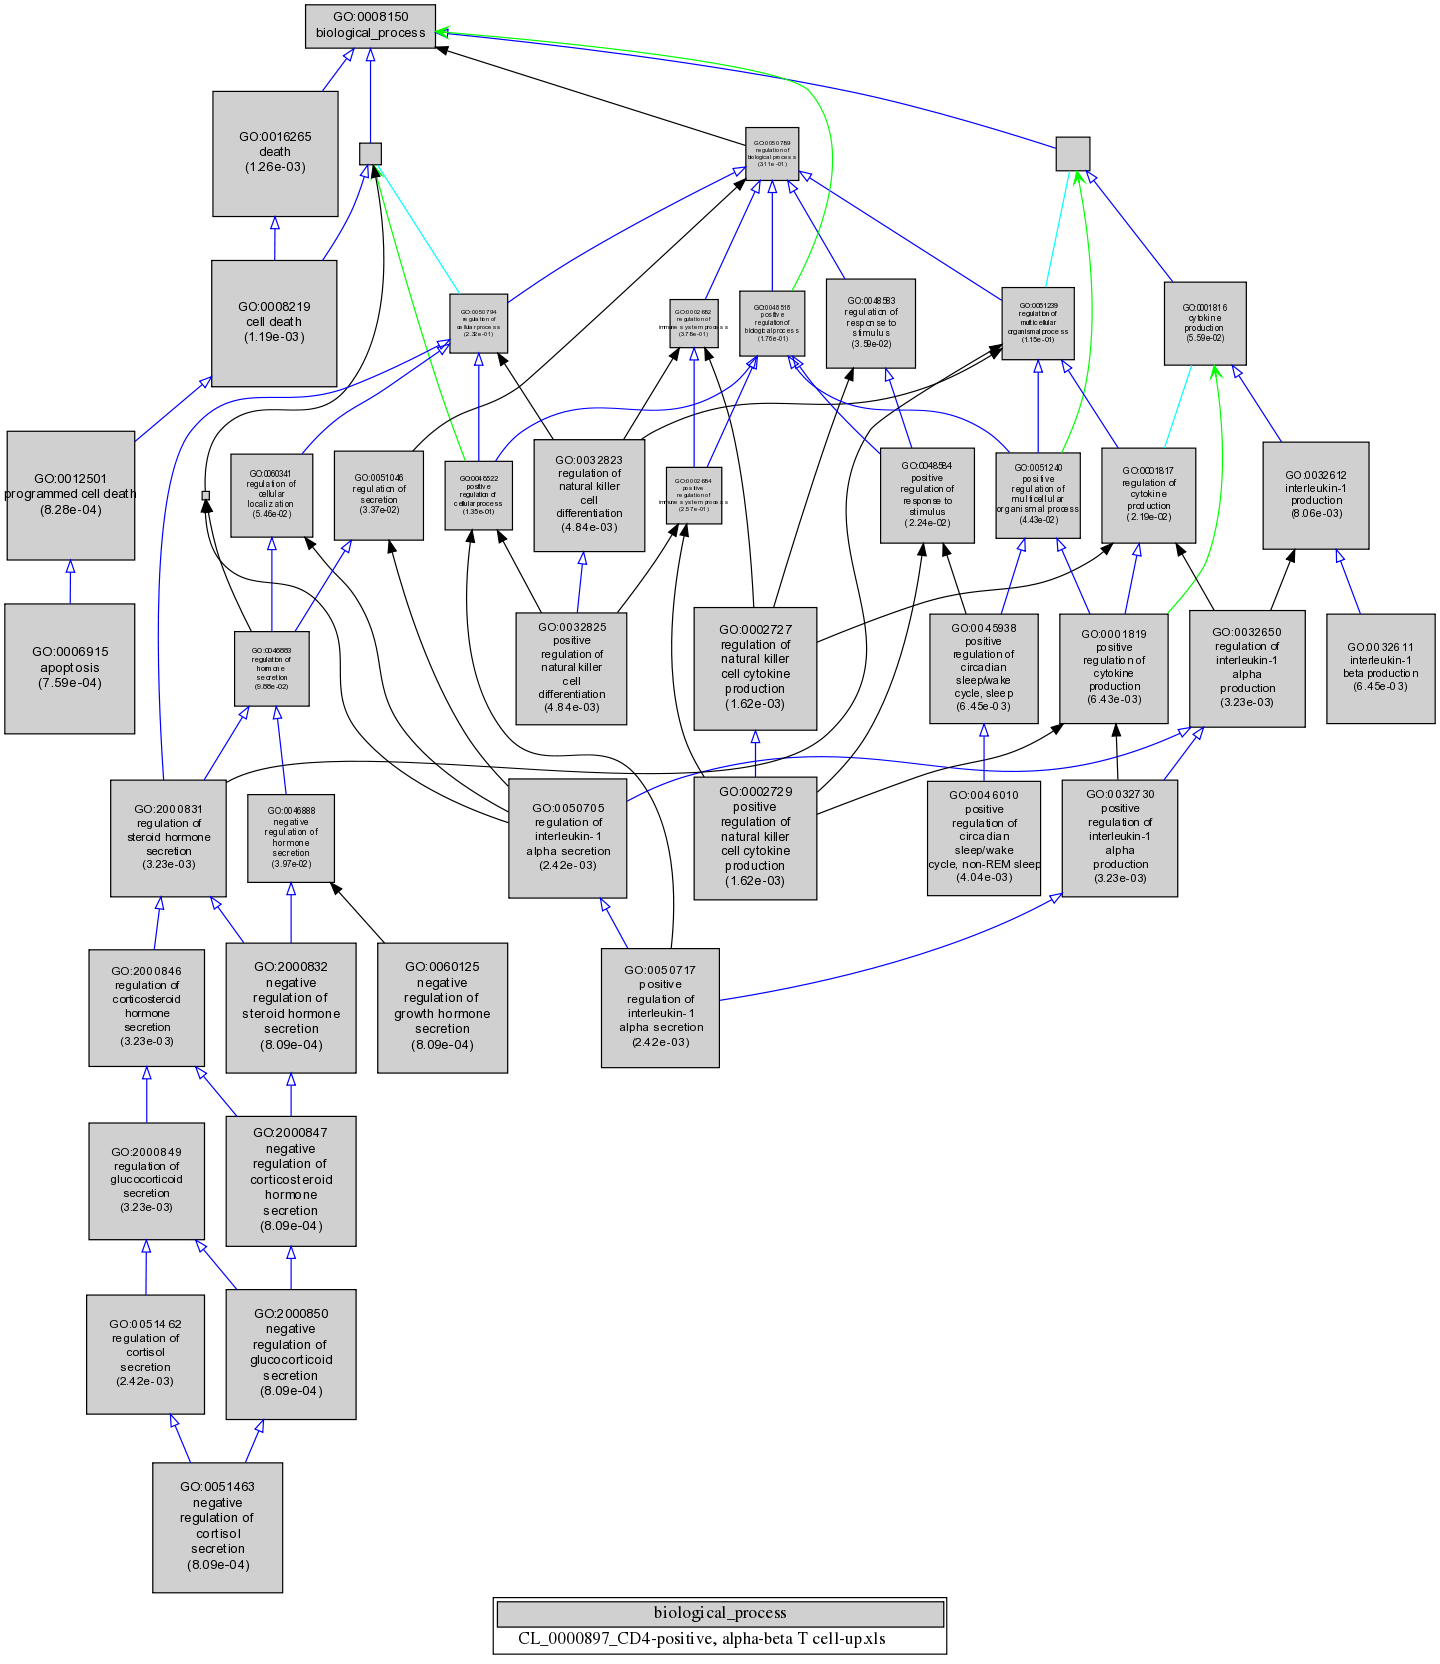 GO:0008150
biological_process
GO:0016265
death
(1.26e-03)
GO:0050789
regulation of
biological process
(3.11e-01)
GO:0008219
cell death
(1.19e-03)
GO:0050794
regulation of
cellular process
(2.32e-01)
GO:0002682
regulation of
immune system process
(3.78e-01)
GO:0048518
positive
regulation of
biological process
(1.76e-01)
GO:0048583
regulation of
response to
stimulus
(3.59e-02)
GO:0051239
regulation of
multicellular
organismal process
(1.15e-01)
GO:0001816
cytokine
production
(5.59e-02)
GO:0012501
programmed cell death
(8.28e-04)
GO:0060341
regulation of
cellular
localization
(5.46e-02)
GO:0051046
regulation of
secretion
(3.37e-02)
GO:0048522
positive
regulation of
cellular process
(1.35e-01)
GO:0032823
regulation of
natural killer
cell
differentiation
(4.84e-03)
GO:0002684
positive
regulation of
immune system process
(2.57e-01)
GO:0048584
positive
regulation of
response to
stimulus
(2.24e-02)
GO:0051240
positive
regulation of
multicellular
organismal process
(4.43e-02)
GO:0001817
regulation of
cytokine
production
(2.19e-02)
GO:0032612
interleukin-1
production
(8.06e-03)
GO:0006915
apoptosis
(7.59e-04)
GO:0046883
regulation of
hormone
secretion
(9.88e-02)
GO:0032825
positive
regulation of
natural killer
cell
differentiation
(4.84e-03)
GO:0002727
regulation of
natural killer
cell cytokine
production
(1.62e-03)
GO:0045938
positive
regulation of
circadian
sleep/wake
cycle, sleep
(6.45e-03)
GO:0001819
positive
regulation of
cytokine
production
(6.43e-03)
GO:0032650
regulation of
interleukin-1
alpha
production
(3.23e-03)
GO:0032611
interleukin-1
beta production
(6.45e-03)
GO:2000831
regulation of
steroid hormone
secretion
(3.23e-03)
GO:0046888
negative
regulation of
hormone
secretion
(3.97e-02)
GO:0050705
regulation of
interleukin-1
alpha secretion
(2.42e-03)
GO:0002729
positive
regulation of
natural killer
cell cytokine
production
(1.62e-03)
GO:0046010
positive
regulation of
circadian
sleep/wake
cycle, non-REM sleep
(4.04e-03)
GO:0032730
positive
regulation of
interleukin-1
alpha
production
(3.23e-03)
GO:2000846
regulation of
corticosteroid
hormone
secretion
(3.23e-03)
GO:2000832
negative
regulation of
steroid hormone
secretion
(8.09e-04)
GO:0060125
negative
regulation of
growth hormone
secretion
(8.09e-04)
GO:0050717
positive
regulation of
interleukin-1
alpha secretion
(2.42e-03)
GO:2000849
regulation of
glucocorticoid
secretion
(3.23e-03)
GO:2000847
negative
regulation of
corticosteroid
hormone
secretion
(8.09e-04)
GO:0051462
regulation of
cortisol
secretion
(2.42e-03)
GO:2000850
negative
regulation of
glucocorticoid
secretion
(8.09e-04)
GO:0051463
negative
regulation of
cortisol
secretion
(8.09e-04)
biological_process
CL_0000897_CD4-positive, alpha-beta T cell-up.xls